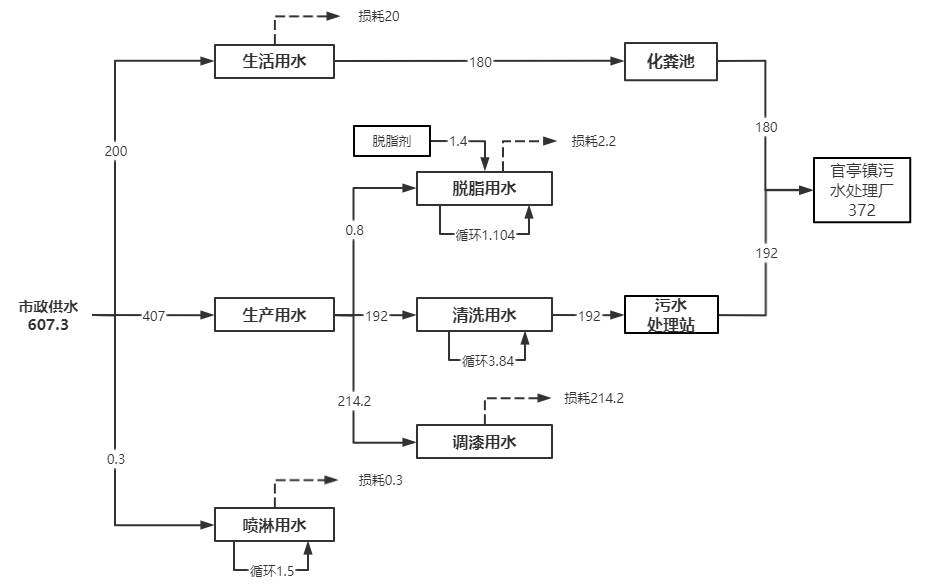 损耗20
生活用水
180
化粪池
200
180
脱脂剂
1.4
损耗2.2
官亭镇污
水处理厂
372
脱脂用水
0.8
循环1.104
192
市政供水
607.3
407
生产用水
192
清洗用水
192
污水
处理站
循环3.84
214.2
损耗214.2
调漆用水
0.3
损耗0.3
喷淋用水
循环1.5